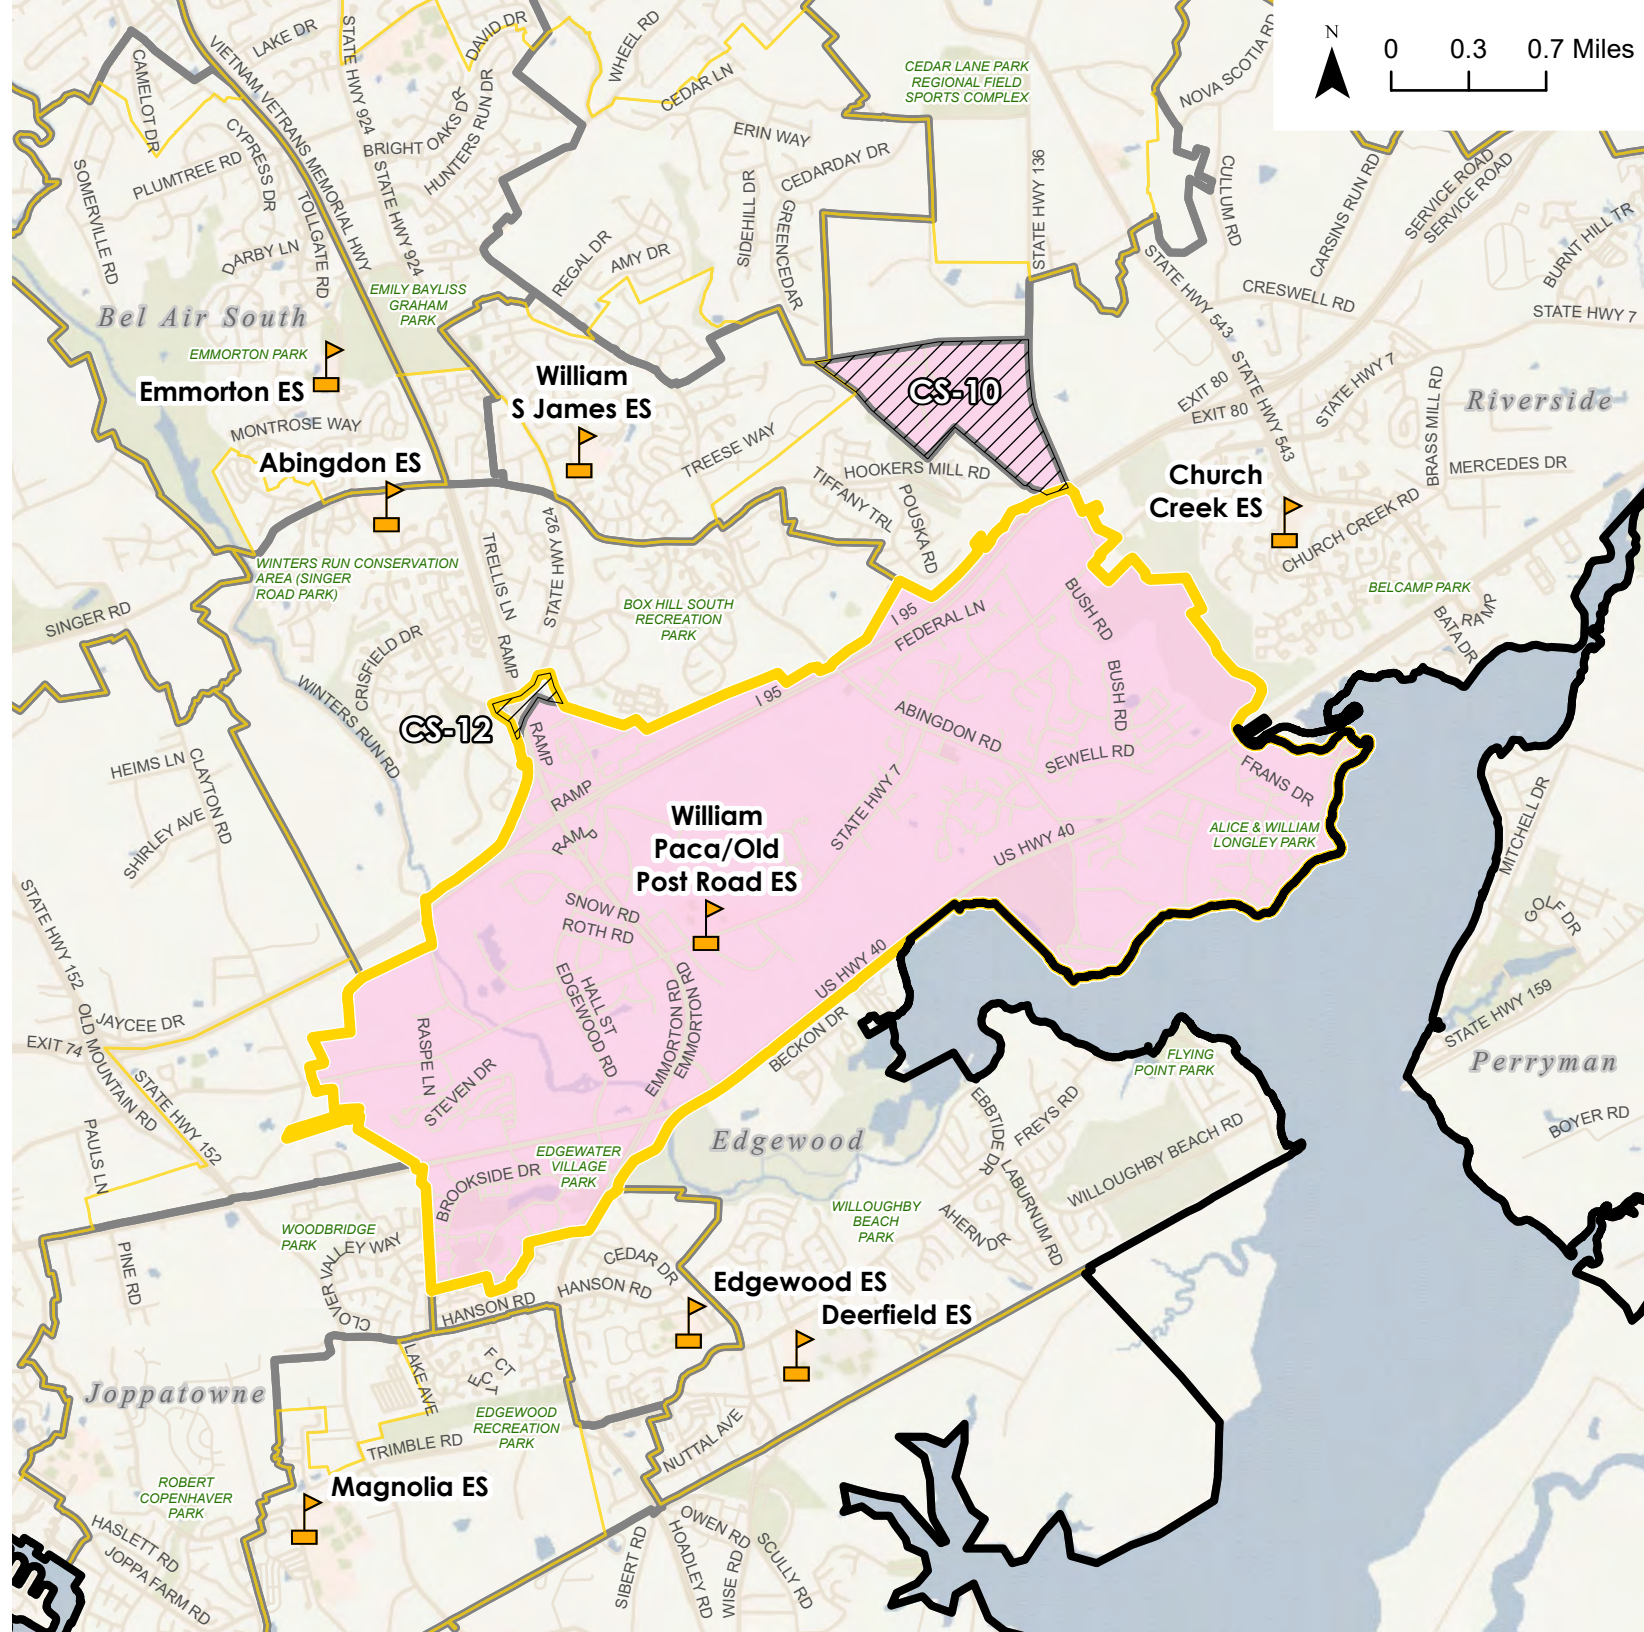 N
0 0.3 0.7 Miles
LAKE DR
STATE HWY 924
DAVID DR
WHEEL RD
CEDAR LN
CEDAR LANE PARK
REGIONAL FIELD
SPORTS COMPLEX
NOVA SCOTIA RD
CAMELOT DR
VIETNAM VETRANS MEMORIAL HWY
CYPRESS DR
BRIGHT OAKS DR
HUNTERS RUN DR
PLUMTREE RD
SOMERVILLE RD
TOLLGATE RD
STATE HWY 924
DARBY LN
ERIN WAY
CEDARDAY DR
SIDEHILL DR
GREENCEDAR
REGAL DR
AMY DR
STATE HWY 136
CULLUM RD
CARSINS RUN RD
SERVICE ROAD
SERVICE ROAD
BURNT HILL TR
STATE HWY 543
CRESWELL RD
STATE HWY 7
EMILY BAYLISS
GRAHAM
PARK
Bel Air South
EMMORTON PARK
Emmorton ES
MONTROSE WAY
Abingdon ES
William
S James ES
TREESE WAY
CS-10
HOOKERS MILL RD
TIFFANY TRL
POUSKA RD
EXIT 80
EXIT 80
STATE HWY 543
STATE HWY 7
BRASS MILL RD
Riverside
MERCEDES DR
Church
Creek ES
CHURCH CREEK RD
BELCAMP PARK
BATA DR
RAMP
WINTERS RUN CONSERVATION
AREA (SINGER
ROAD PARK)
SINGER RD
TRELLIS LN
STATE HWY 924
RAMP
BOX HILL SOUTH
RECREATION
PARK
CRISFIELD DR
WINTERS RUN RD
CS-12
RAMP
RAMP
RAMP
I 95
I 95
FEDERAL LN
BUSH RD
BUSH RD
ABINGDON RD
SEWELL RD
FRANS DR
STATE HWY 7
US HWY 40
ALICE & WILLIAM
LONGLEY PARK
HEIMS LN
CLAYTON RD
SHIRLEY AVE
William
Paca/Old
Post Road ES
SNOW RD
ROTH RD
HALL ST
EDGEWOOD RD
EMMORTON RD
EMMORTON RD
US HWY 40
BECKON DR
MITCHELL DR
GOLF DR
STATE HWY 159
Perryman
BOYER RD
STATE HWY 152
JAYCEE DR
EXIT 74
OLD MOUNTAIN RD
STATE HWY 152
PAULS LN
RASPE LN
STEVEN DR
BROOKSIDE DR
EDGEWATER
VILLAGE
PARK
Edgewood
FLYING
POINT PARK
EBBTIDE DR
FREYS RD
LABURNUM RD
WILLOUGHBY BEACH RD
WILLOUGHBY
BEACH
PARK
AHERN DR
WOODBRIDGE
PARK
PINE RD
CLOVER VALLEY WAY
HANSON RD
HANSON RD
CEDAR DR
Edgewood ES
Deerfield ES
Joppatowne
LAKE AVE
F CT
E CT
EDGEWOOD
RECREATION
PARK
TRIMBLE RD
NUTTAL AVE
Magnolia ES
ROBERT
COPENHAVER
PARK
HASLETT RD
JOPPA FARM RD
SIBERT RD
HOADLEY RD
OWEN RD
WISE RD
SCULLY RD